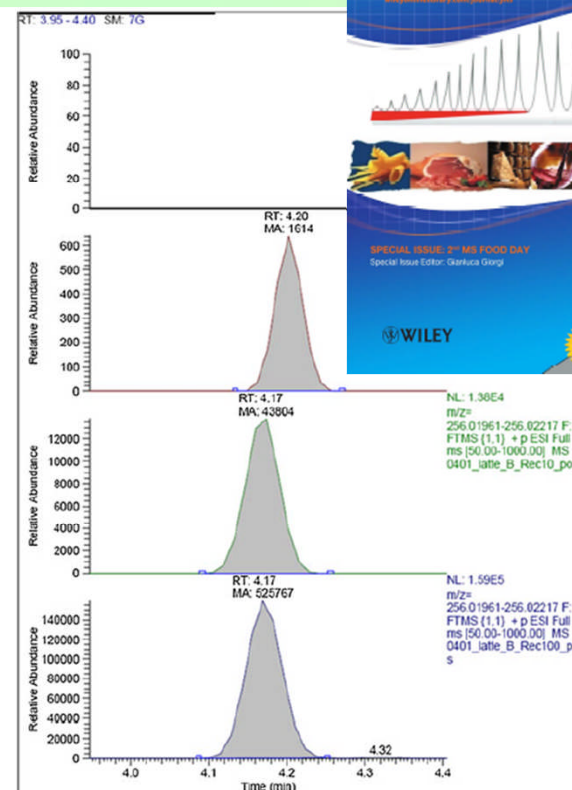 RT: 3.95 - 4.40 SM: 7G
100
80
60
40
20
0
Relative Abundance
RT: 4.20
MA: 1614
600
500
400
300
200
100
0
Relative Abundance
SPECIAL ISSUE: 2nd MS FOOD DAY
Special Issue Editor: Gianluca Giorgi
WILEY
RT: 4.17
MA: 43804
12000
10000
8000
6000
4000
2000
0
Relative Abundance
NL: 1.38E4
m/z=
256.01961-256.02217 F:
FTMS {1,1} + p ESI Full
ms [50.00-1000.00] MS
0401_latte_B_Rec10_po
RT: 4.17
MA: 525767
140000
120000
100000
80000
60000
40000
20000
0
Relative Abundance
4.32
NL: 1.59E5
m/z=
256.01961-256.02217 F:
FTMS {1,1} + p ESI Full
ms [50.00-1000.00] MS
0401_latte_B_Rec100_p
s
4.0 4.1 4.2 4.3 4.4
Time (min)